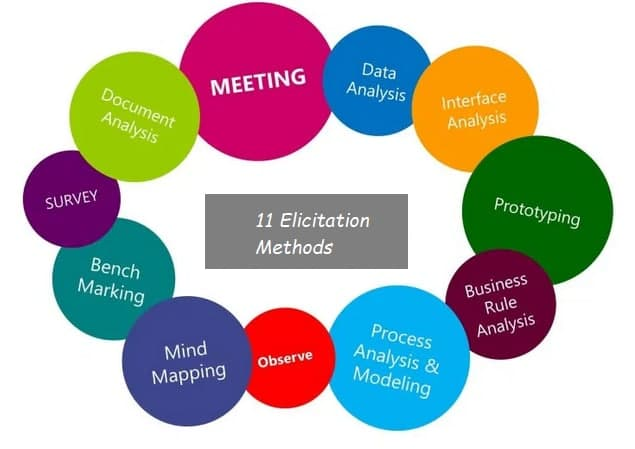 MEETING
Data
Analysis
Interface
Analysis
Prototyping
Business
Rule
Analysis
Process
Analysis &
Modeling
Observe
Mind
Mapping
Bench
Marking
SURVEY
Document
Analysis
11 Elicitation
Methods